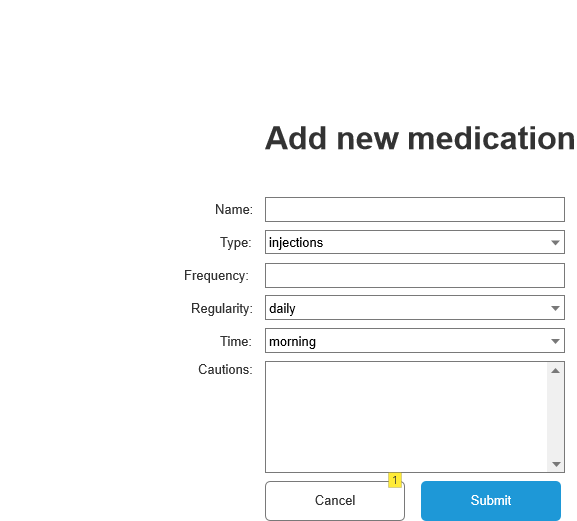 Add new medication
Name:
Type: injections
Frequency:
Regularity: daily
Time: morning
Cautions:
1
Cancel Submit